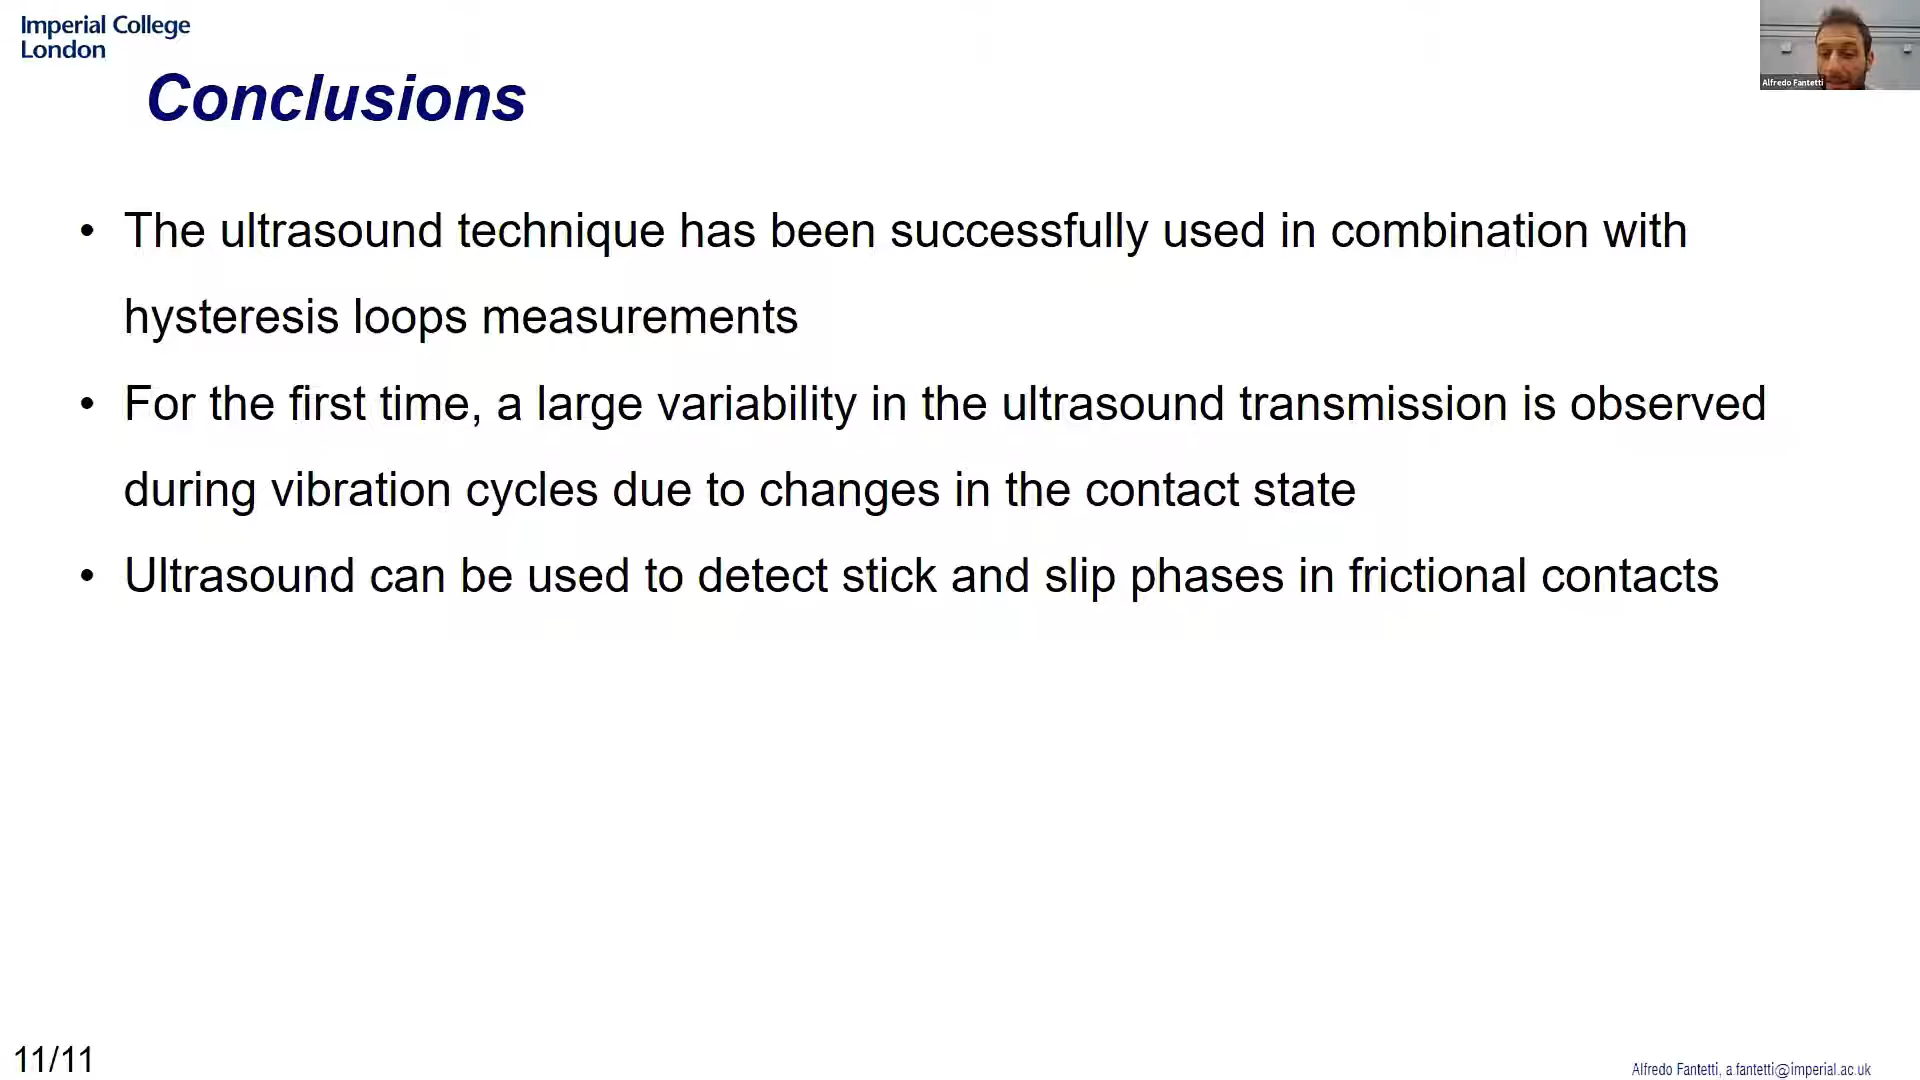 Imperial College
London
Conclusions
Alfredo Fantetti
• The ultrasound technique has been successfully used in combination with
hysteresis loops measurements
• For the first time, a large variability in the ultrasound transmission is observed
during vibration cycles due to changes in the contact state
• Ultrasound can be used to detect stick and slip phases in frictional contacts
11/11
Alfredo Fantetti, a.fantetti@imperial.ac.uk